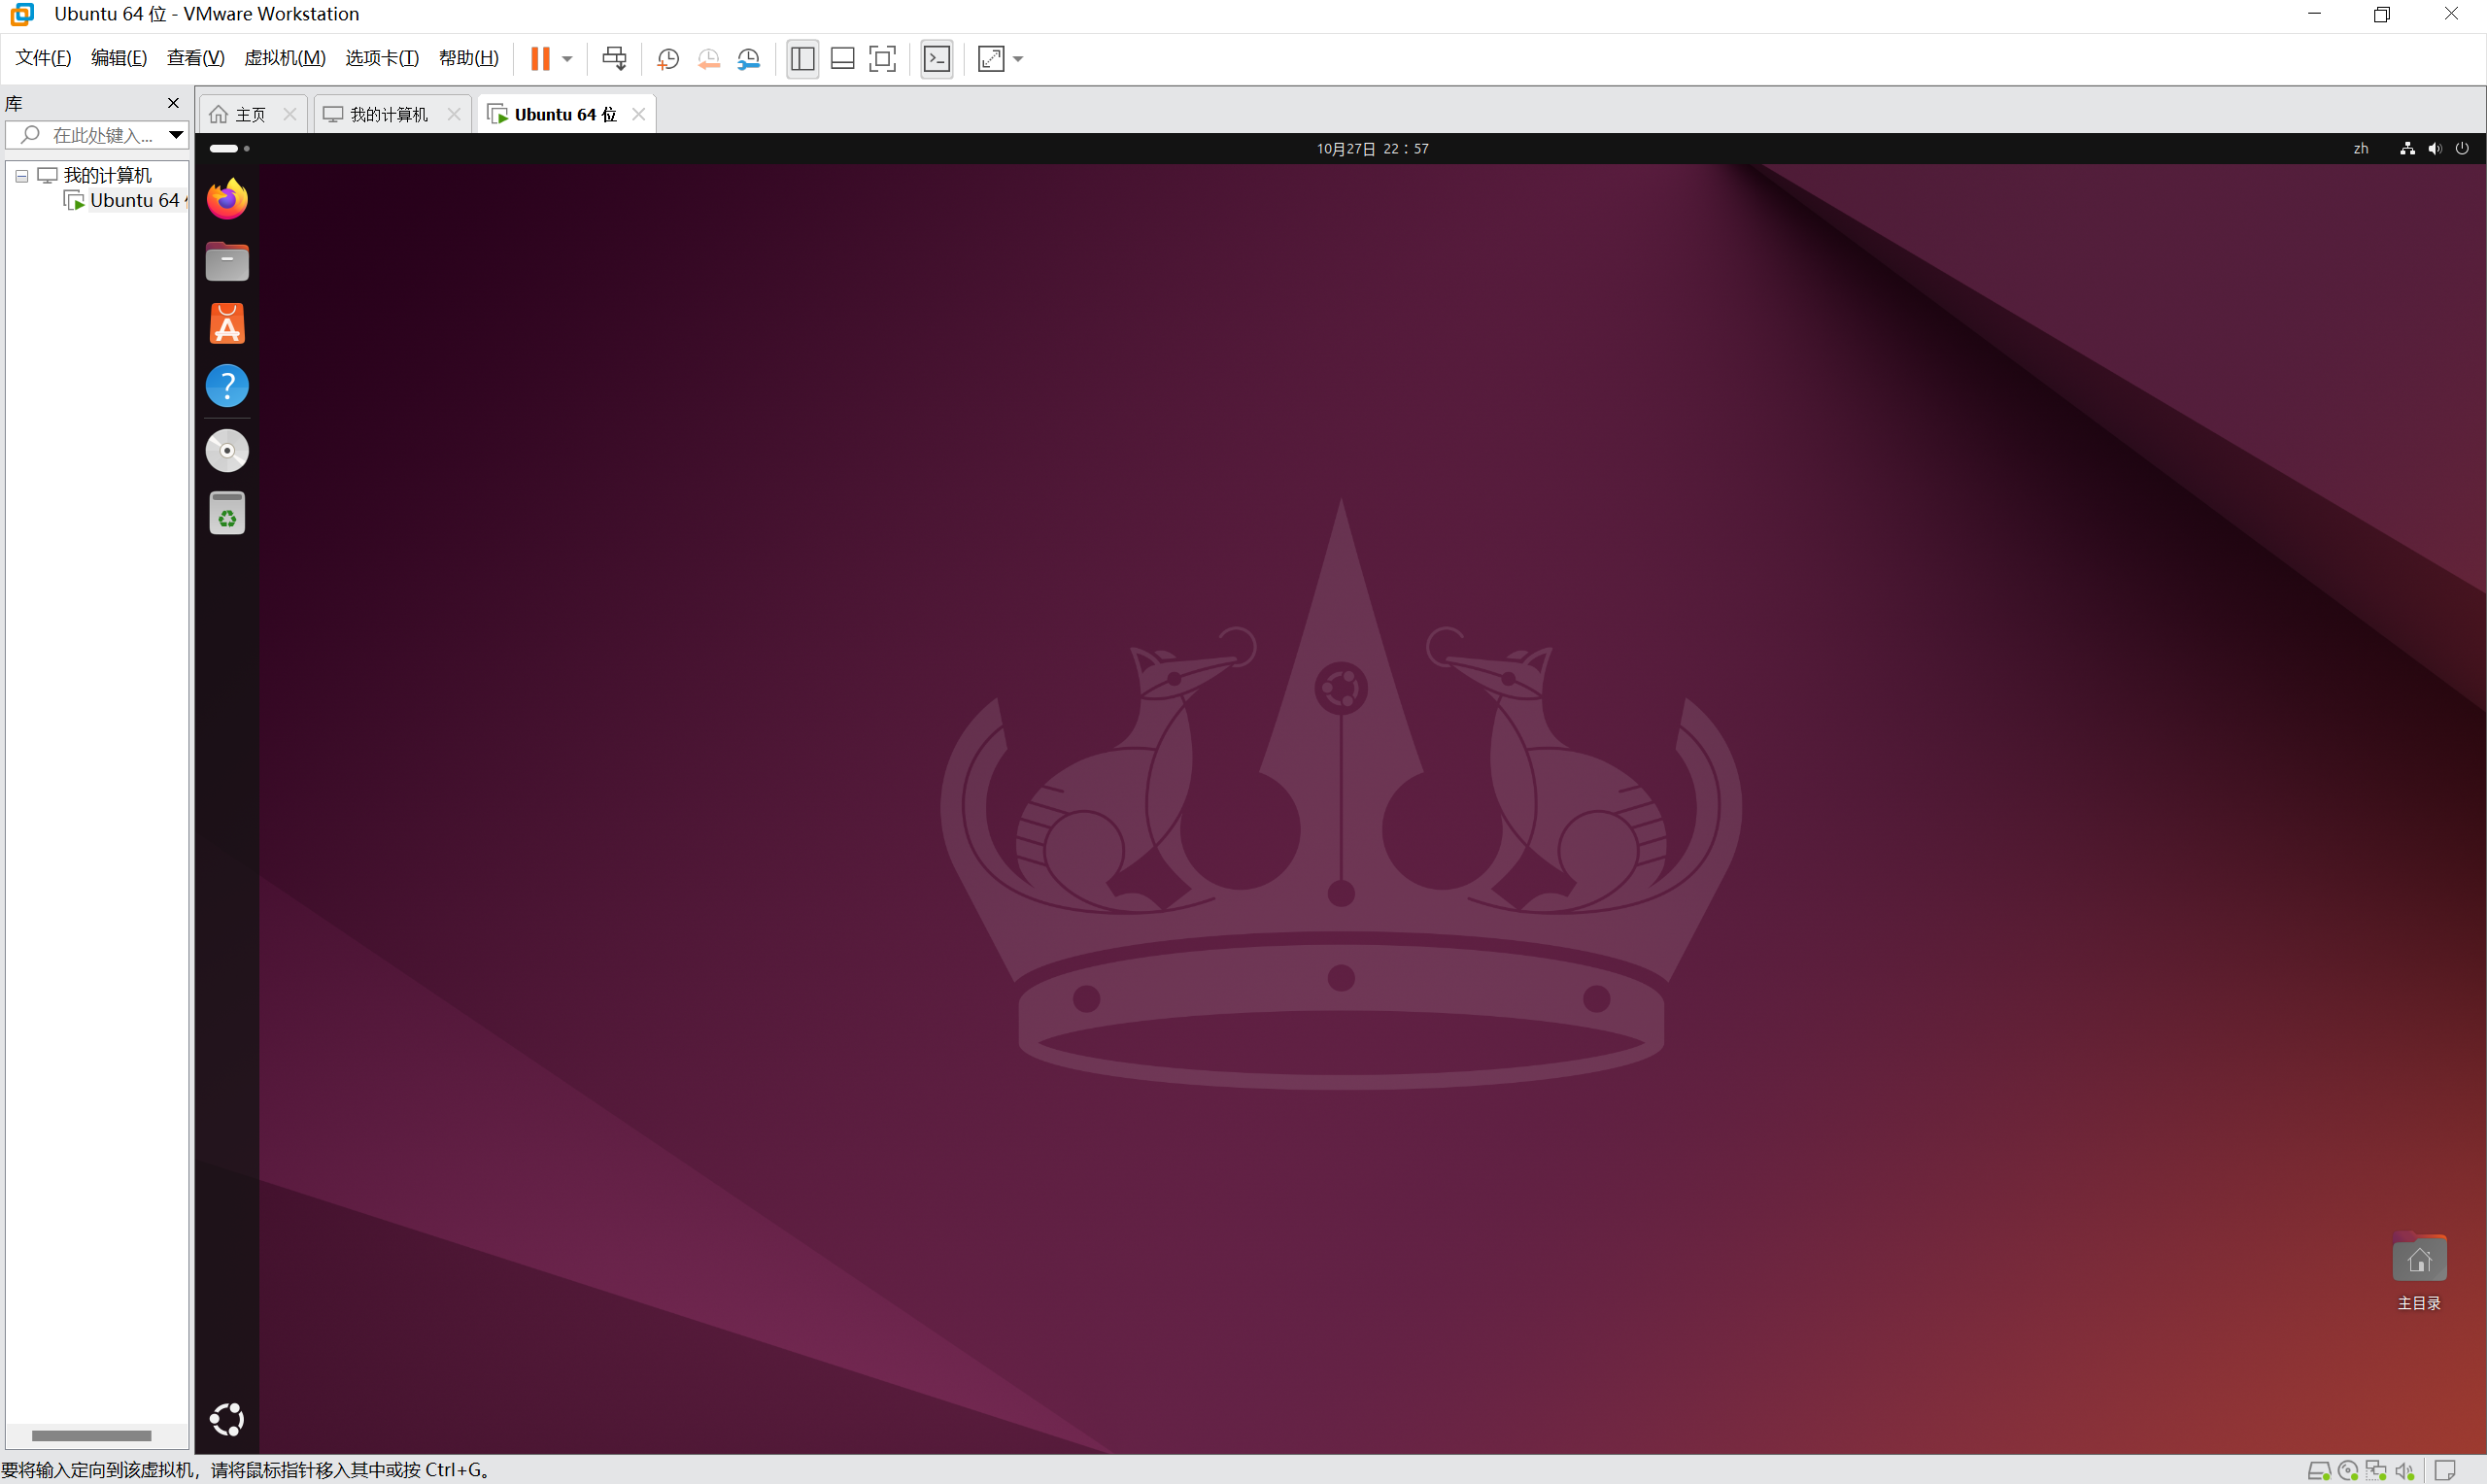 Ubuntu 64 位 - VMware Workstation
文件(F) 编辑(E) 查看(V) 虚拟机(M) 选项卡(T) 帮助(H)
库
在此处键入...
我的计算机
Ubuntu 64
主页 我的计算机 Ubuntu 64 位
10月27日 22：57
zh
主目录
要将输入定向到该虚拟机，请将鼠标指针移入其中或按 Ctrl+G。